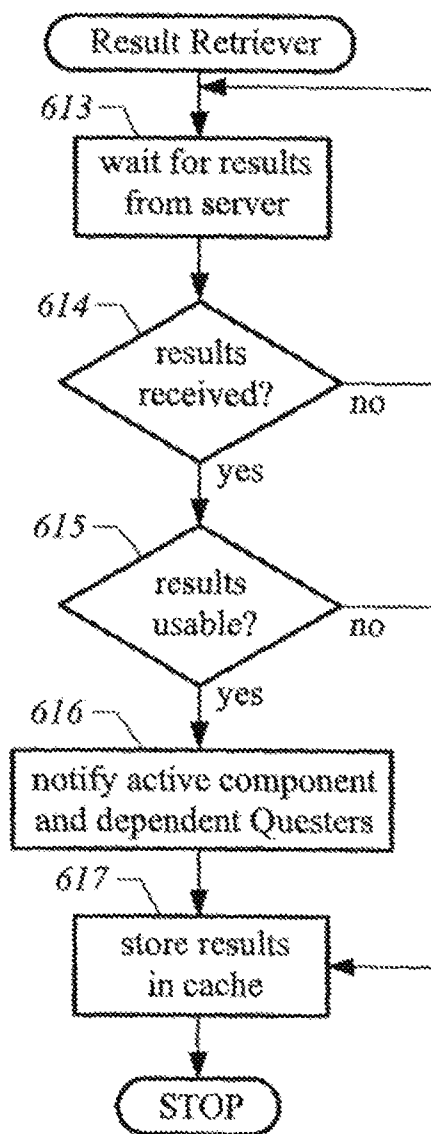 Result Retriever
613
wait for results
from server
614
results
received?
no
yes
615
results
usable?
no
yes
616
notify active component
and dependent Questers
617
store results
in cache
STOP